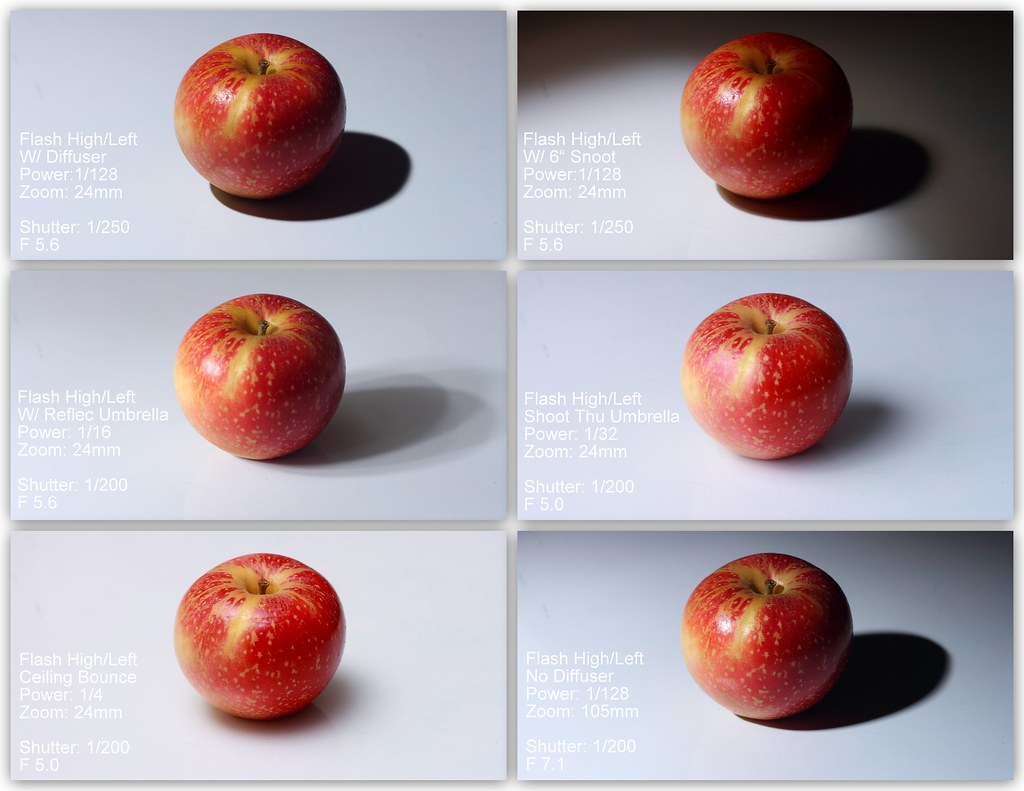 Flash High/Left
W/ Diffuser
Power:1/128
Zoom: 24mm
Shutter: 1/250
F 5.6
Flash High/Left
W/ 6" Snoot
Power:1/128
Zoom: 24mm
Shutter: 1/250
F 5.6
Flash High/Left
W/ Reflec Umbrella
Power: 1/16
Zoom: 24mm
Shutter: 1/200
F 5.6
Flash High/Left
Shoot Thu Umbrella
Power: 1/32
Zoom: 24mm
Shutter: 1/200
F 5.0
Flash High/Left
Ceiling Bounce
Power: 1/4
Zoom: 24mm
Shutter: 1/200
F 5.0
Flash High/Left
No Diffuser
Power: 1/128
Zoom: 105mm
Shutter: 1/200
F 7.1